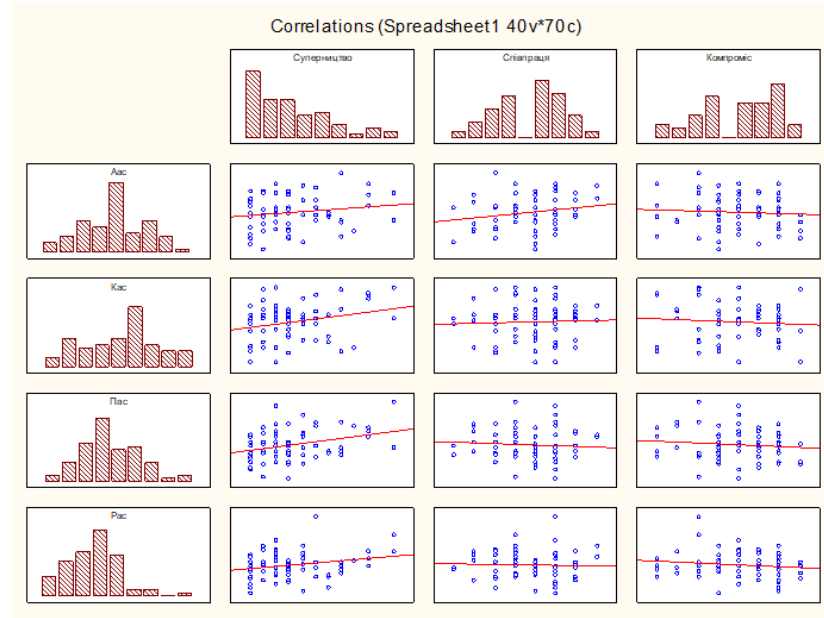 Correlations (Spreadsheet1 40v*70c)
Суперництво
Співпраця
Компроміс
Аас
Кас
Пас
Рас